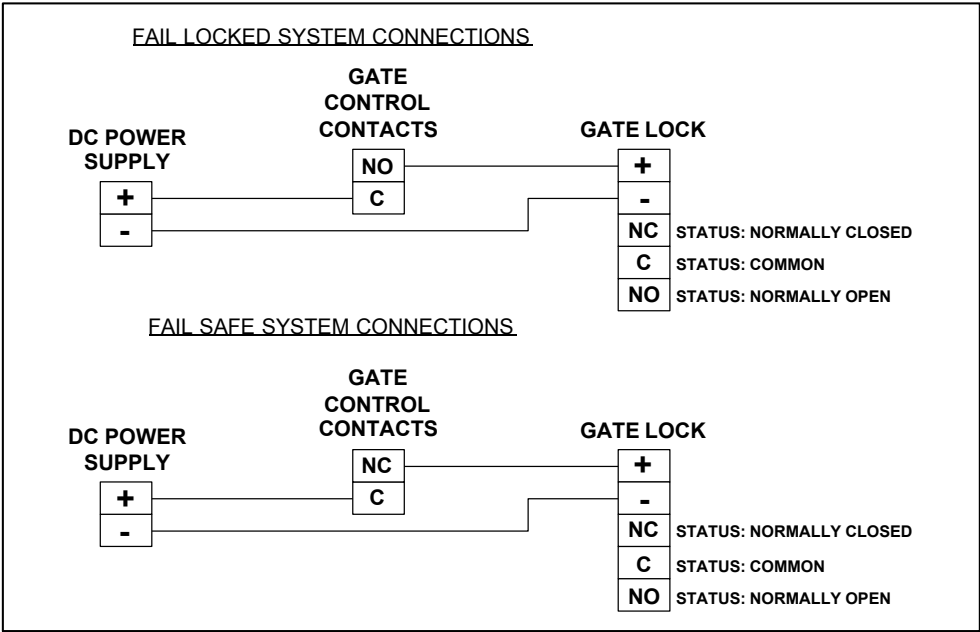 FAIL LOCKED SYSTEM CONNECTIONS
GATE
CONTROL
CONTACTS
DC POWER
SUPPLY
GATE LOCK
NO
+
+
C
-
-
NC STATUS: NORMALLY CLOSED
C STATUS: COMMON
NO STATUS: NORMALLY OPEN
FAIL SAFE SYSTEM CONNECTIONS
GATE
CONTROL
CONTACTS
DC POWER
SUPPLY
GATE LOCK
NC
+
+
C
-
-
NC STATUS: NORMALLY CLOSED
C STATUS: COMMON
NO STATUS: NORMALLY OPEN